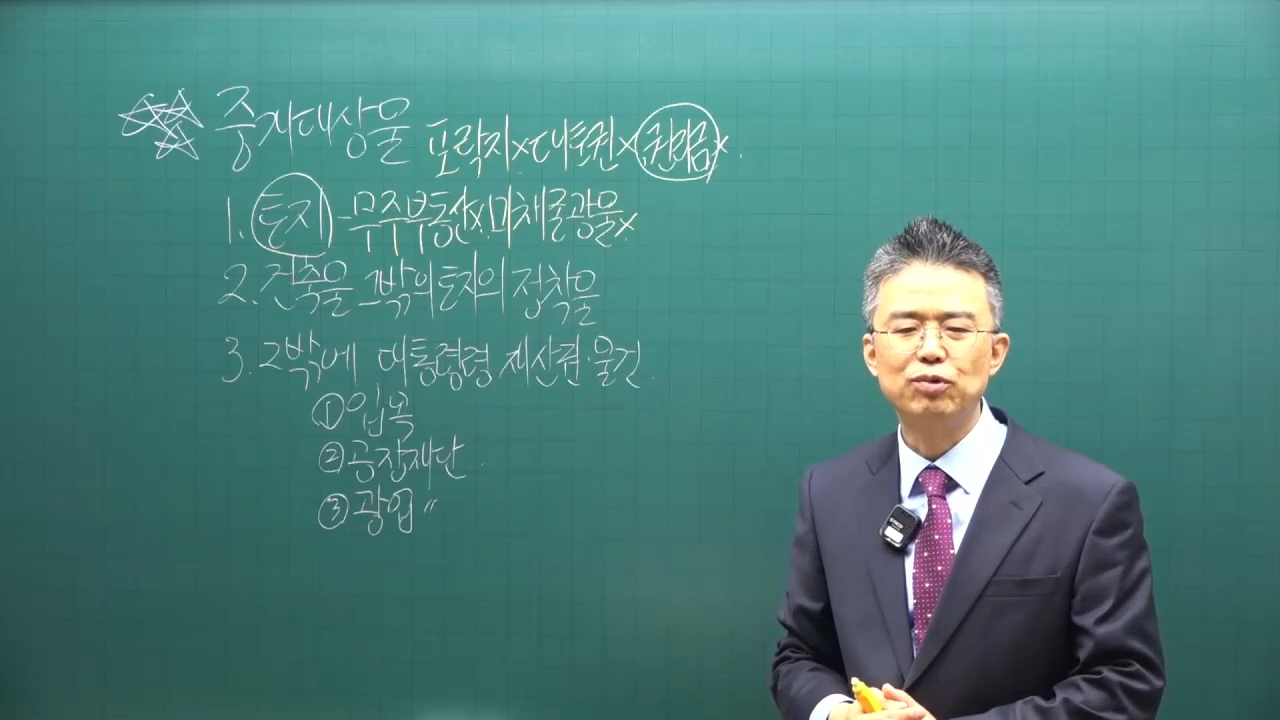 중개대상물 포락지× 대토권× 권리금×.
1. 토지 - 무주부동산×, 미채굴광물×
2. 건축물 그밖의 토지의 정착물
3. 그밖에 대통령령 재산권·물건.
① 입목
② 공장재단.
③ 광업 〃